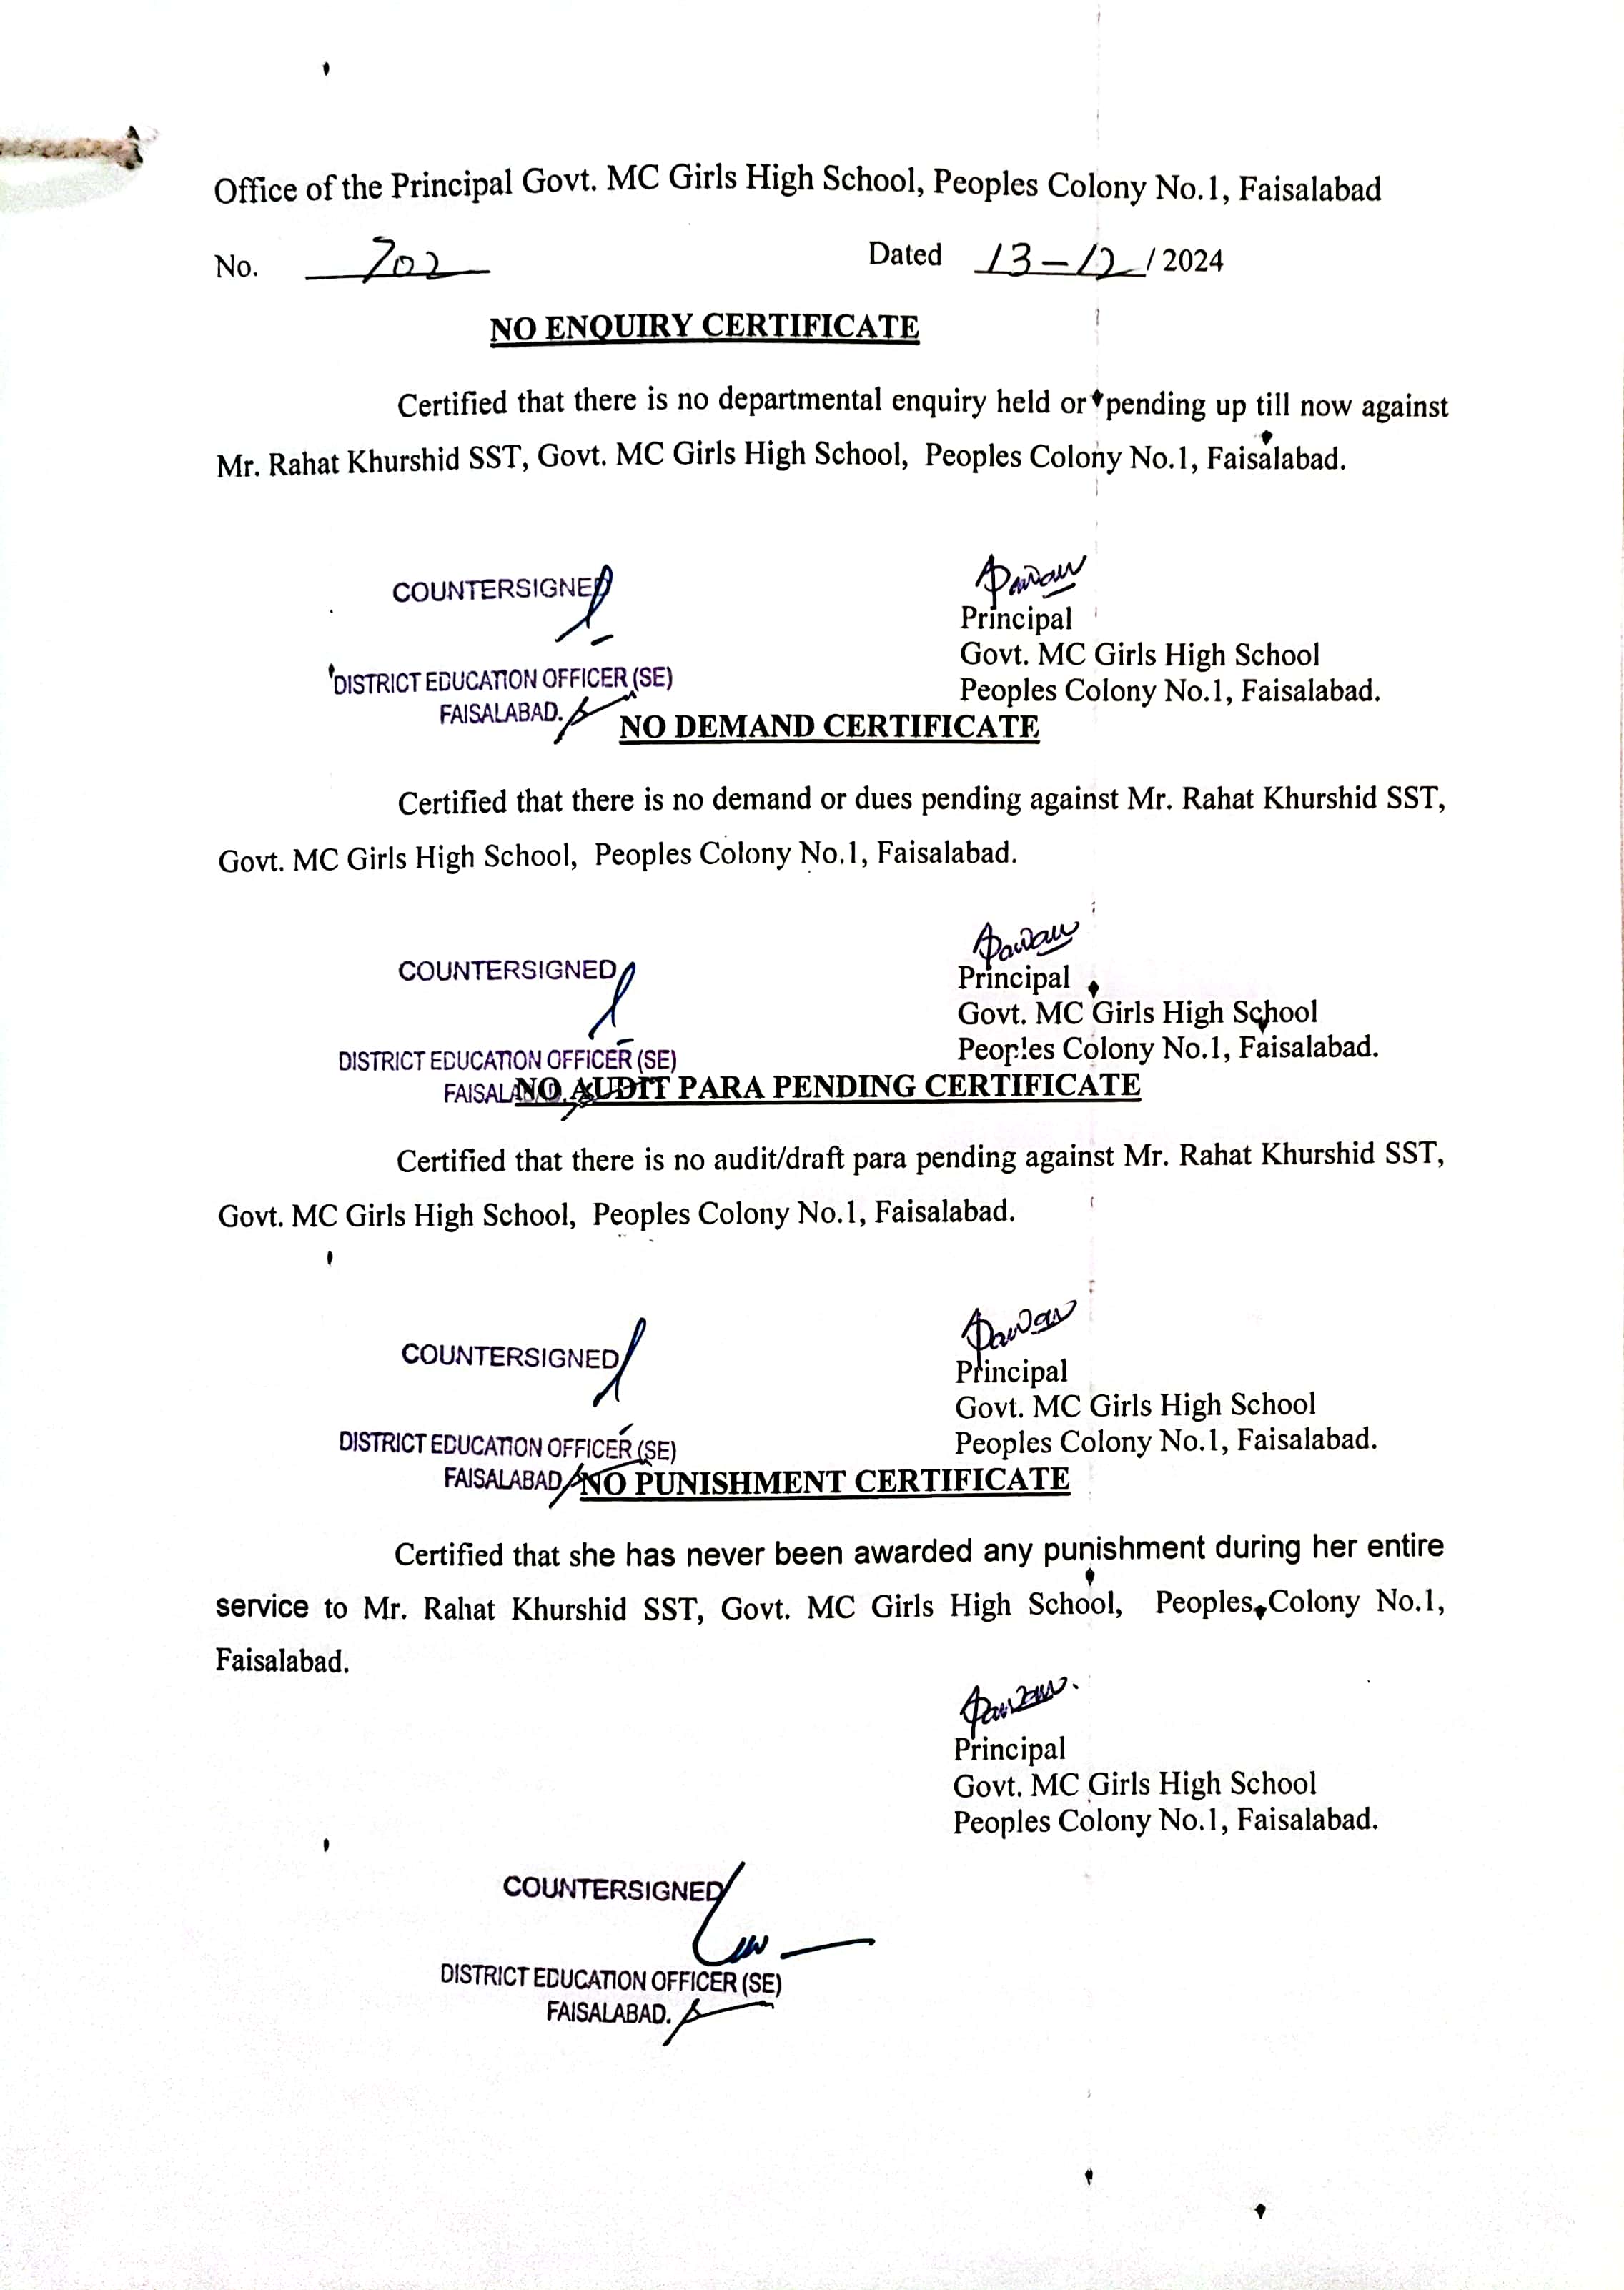 Office of the Principal Govt. MC Girls High School, Peoples Colony No.1, Faisalabad
No. 702 Dated 13-12/2024
NO ENQUIRY CERTIFICATE
Certified that there is no departmental enquiry held or pending up till now against
Mr. Rahat Khurshid SST, Govt. MC Girls High School, Peoples Colony No.1, Faisalabad.
COUNTERSIGNED
DISTRICT EDUCATION OFFICER (SE)
FAISALABAD.
Principal
Govt. MC Girls High School
Peoples Colony No.1, Faisalabad.
NO DEMAND CERTIFICATE
Certified that there is no demand or dues pending against Mr. Rahat Khurshid SST,
Govt. MC Girls High School, Peoples Colony No.1, Faisalabad.
COUNTERSIGNED
DISTRICT EDUCATION OFFICER (SE)
FAISALABAD.
Principal
Govt. MC Girls High School
Peoples Colony No.1, Faisalabad.
NO AUDIT PARA PENDING CERTIFICATE
Certified that there is no audit/draft para pending against Mr. Rahat Khurshid SST,
Govt. MC Girls High School, Peoples Colony No.1, Faisalabad.
COUNTERSIGNED
DISTRICT EDUCATION OFFICER (SE)
FAISALABAD
Principal
Govt. MC Girls High School
Peoples Colony No.1, Faisalabad.
NO PUNISHMENT CERTIFICATE
Certified that she has never been awarded any punishment during her entire
service to Mr. Rahat Khurshid SST, Govt. MC Girls High School, Peoples Colony No.1,
Faisalabad.
Principal
Govt. MC Girls High School
Peoples Colony No.1, Faisalabad.
COUNTERSIGNED
DISTRICT EDUCATION OFFICER (SE)
FAISALABAD.